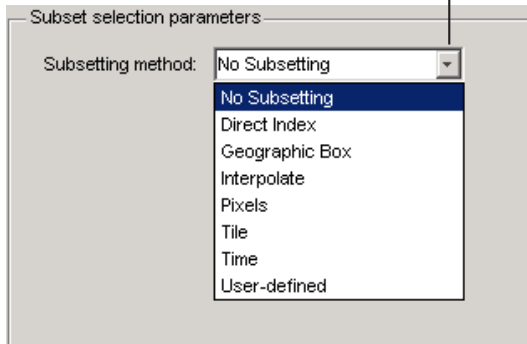 Subset selection parameters
Subsetting method: No Subsetting
No Subsetting
Direct Index
Geographic Box
Interpolate
Pixels
Tile
Time
User-defined